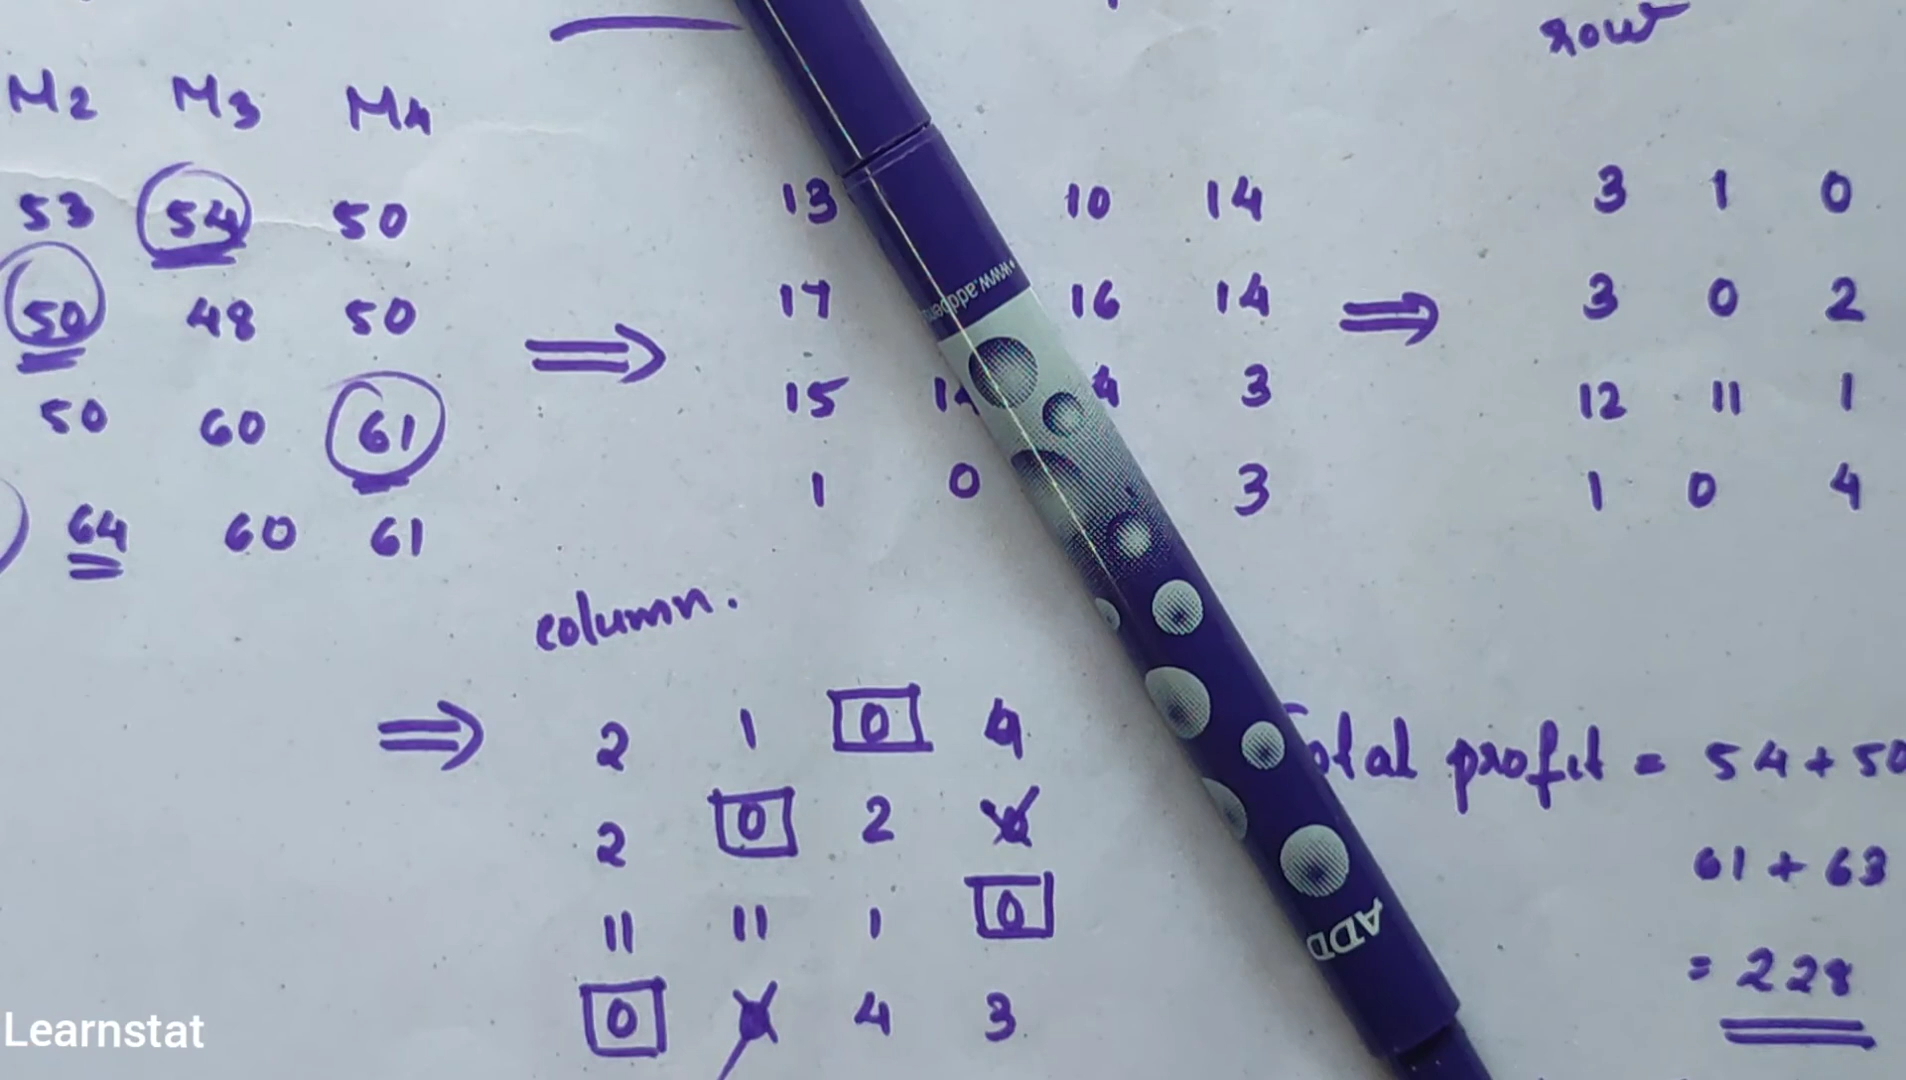 row
M2 M3 M4
53 54 50
50 48 50
50 60 61
64 60 61
13 10 14
17 16 14
15 14 4 3
1 0 3
3 1 0
3 0 2
12 11 1
1 0 4
column.
2 1 0 4
2 0 2 0
11 11 1 0
0 4 3
Total profit = 54 + 50
61 + 63
= 228
www.addpens
ADD
Learnstat